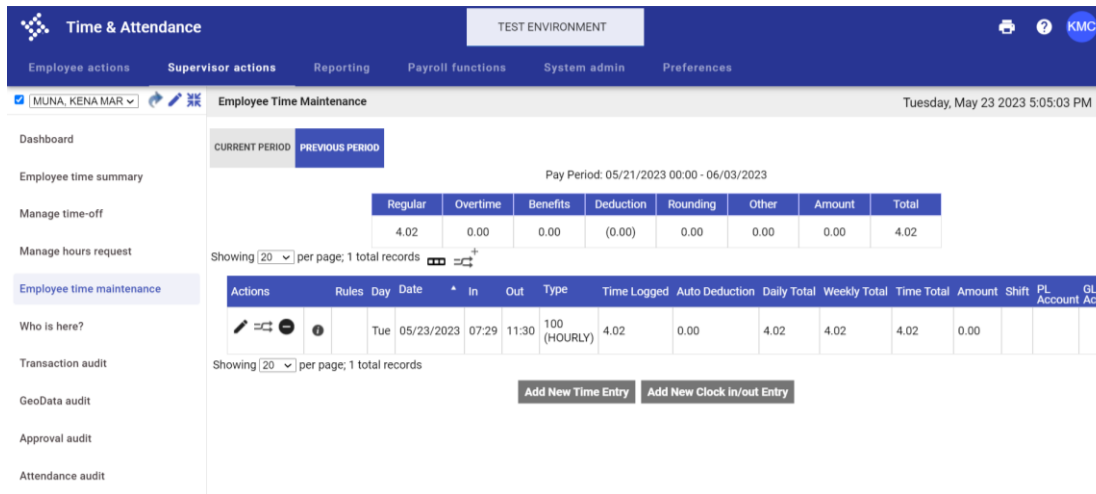 Time & Attendance
TEST ENVIRONMENT
KMC
Employee actions Supervisor actions Reporting Payroll functions System admin Preferences
MUNA, KENA MAR
Employee Time Maintenance
Tuesday, May 23 2023 5:05:03 PM
Dashboard
Employee time summary
Manage time-off
Manage hours request
Employee time maintenance
Who is here?
Transaction audit
GeoData audit
Approval audit
Attendance audit
CURRENT PERIOD PREVIOUS PERIOD
Pay Period: 05/21/2023 00:00 - 06/03/2023
Regular Overtime Benefits Deduction Rounding Other Amount Total
4.02 0.00 0.00 (0.00) 0.00 0.00 0.00 4.02
Showing 20 per page; 1 total records
Actions Rules Day Date In Out Type Time Logged Auto Deduction Daily Total Weekly Total Time Total Amount Shift PL Account GL Ac
Tue 05/23/2023 07:29 11:30 100 (HOURLY) 4.02 0.00 4.02 4.02 4.02 0.00
Showing 20 per page; 1 total records
Add New Time Entry Add New Clock in/out Entry